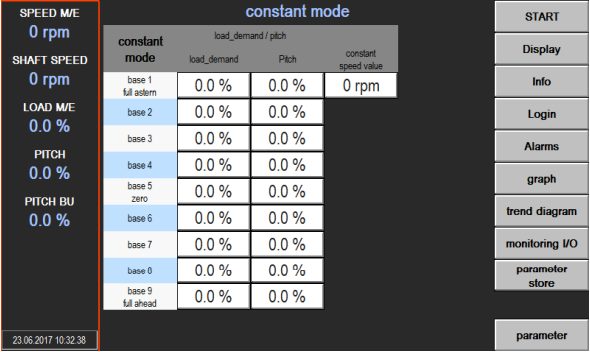 SPEED M/E
0 rpm
SHAFT SPEED
0 rpm
LOAD M/E
0.0 %
PITCH
0.0 %
PITCH BU
0.0 %
23.06.2017 10:32.38
constant mode
constant
mode
load_demand / pitch
load_demand
Pitch
constant
speed value
base 1
full astern
0.0 %
0.0 %
0 rpm
base 2
0.0 %
0.0 %
base 3
0.0 %
0.0 %
base 4
0.0 %
0.0 %
base 5
zero
0.0 %
0.0 %
base 6
0.0 %
0.0 %
base 7
0.0 %
0.0 %
base 8
0.0 %
0.0 %
base 9
full ahead
0.0 %
0.0 %
START
Display
Info
Login
Alarms
graph
trend diagram
monitoring I/O
parameter
store
parameter